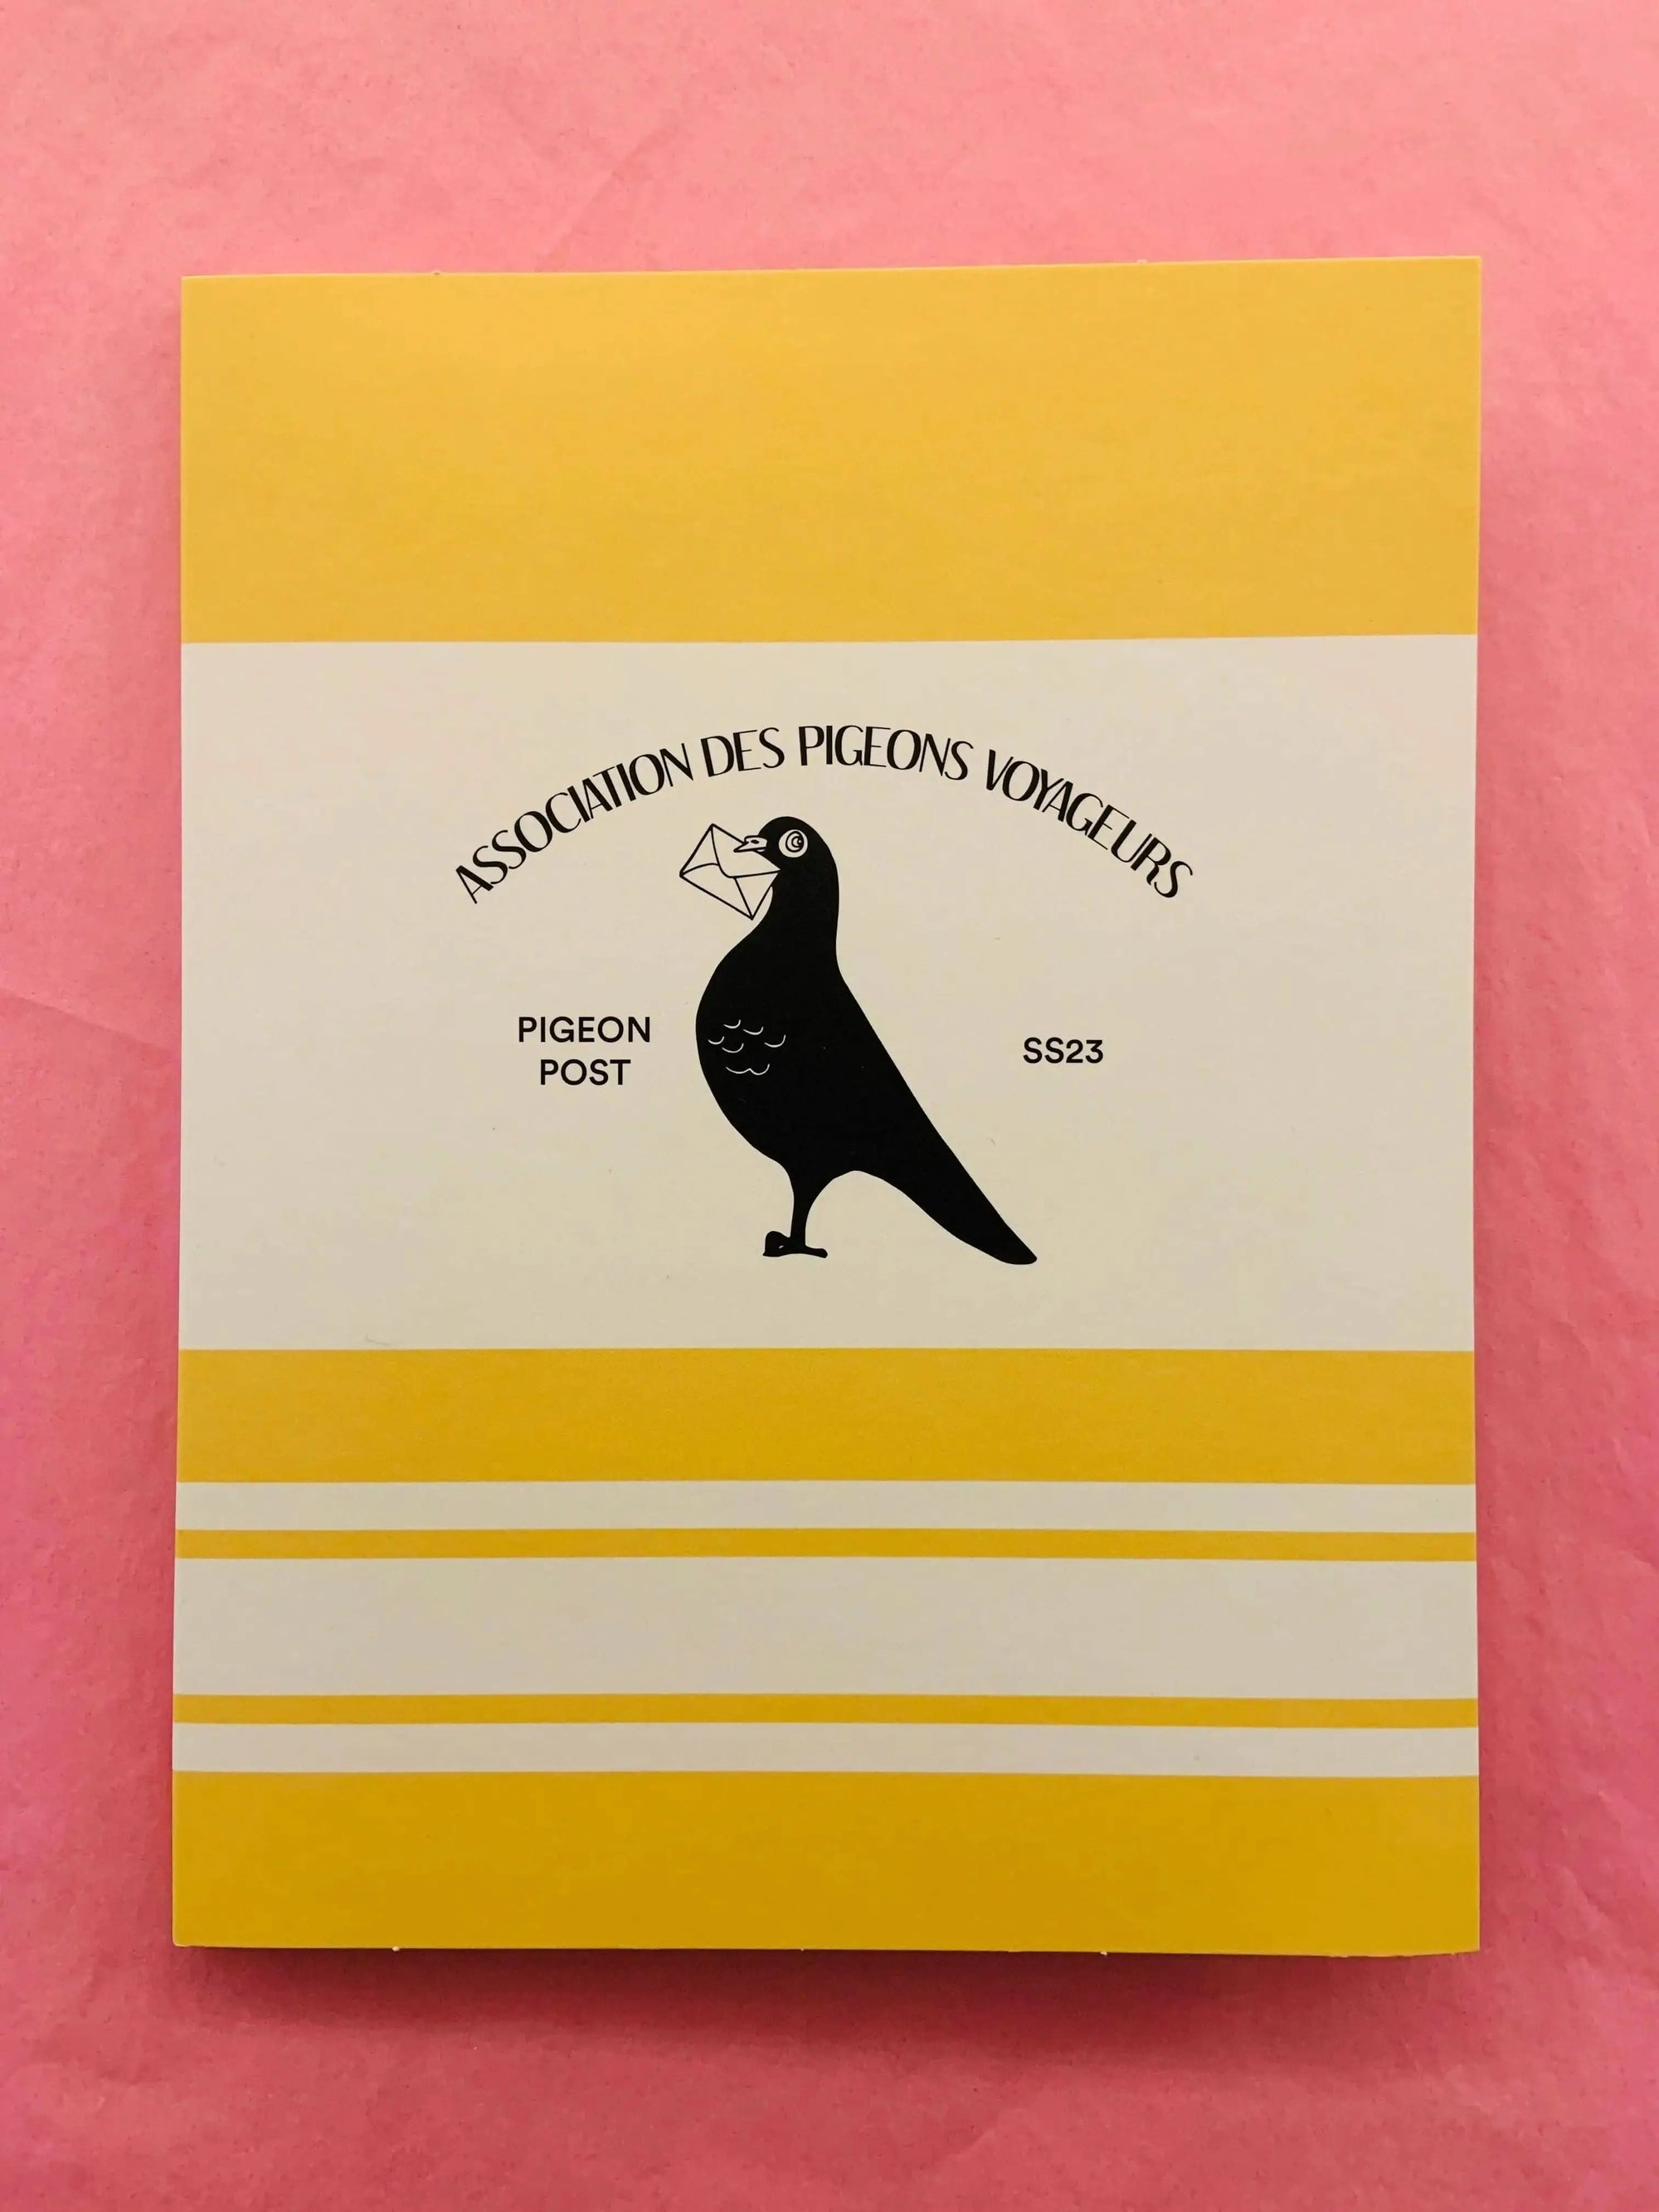 ASSOCIATION DES PIGEONS VOYAGEURS
PIGEON
POST
SS23